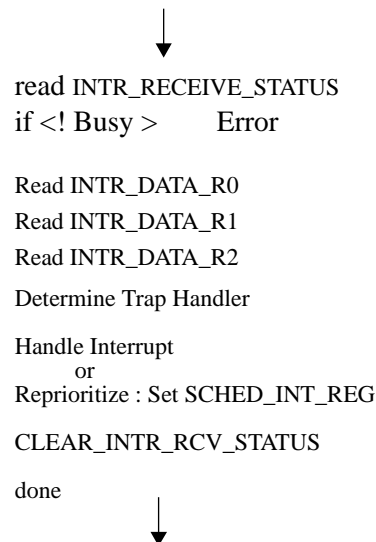 read INTR_RECEIVE_STATUS
if <! Busy > Error
Read INTR_DATA_R0
Read INTR_DATA_R1
Read INTR_DATA_R2
Determine Trap Handler
Handle Interrupt
or
Reprioritize : Set SCHED_INT_REG
CLEAR_INTR_RCV_STATUS
done